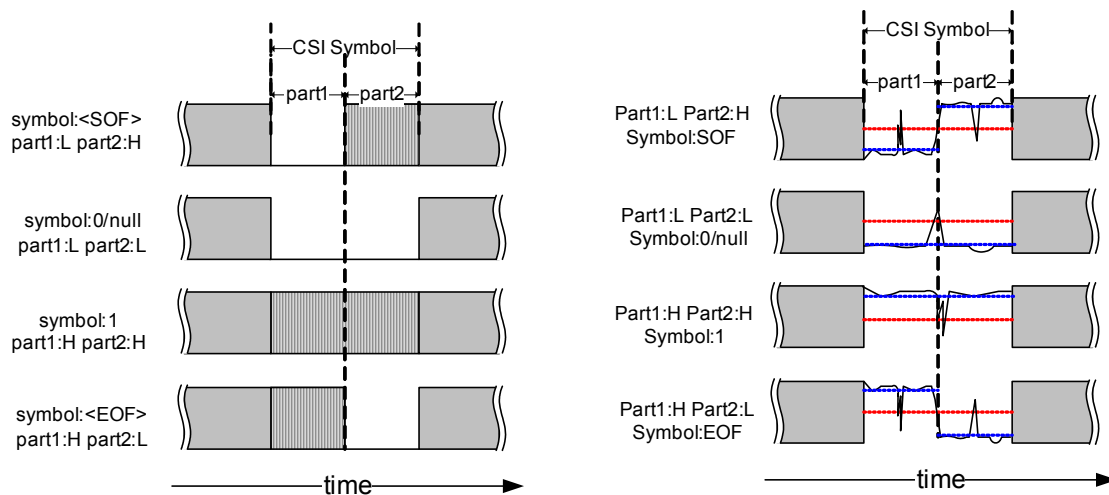 CSI Symbol
part1 part2
symbol:<SOF>
part1:L part2:H
symbol:0/null
part1:L part2:L
symbol:1
part1:H part2:H
symbol:<EOF>
part1:H part2:L
time
CSI Symbol
part1 part2
Part1:L Part2:H
Symbol:SOF
Part1:L Part2:L
Symbol:0/null
Part1:H Part2:H
Symbol:1
Part1:H Part2:L
Symbol:EOF
time